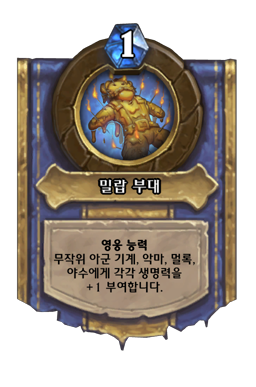 1
밀랍 부대
영웅 능력
무작위 아군 기계, 악마, 멀록,
야수에게 각각 생명력을
+1 부여합니다.